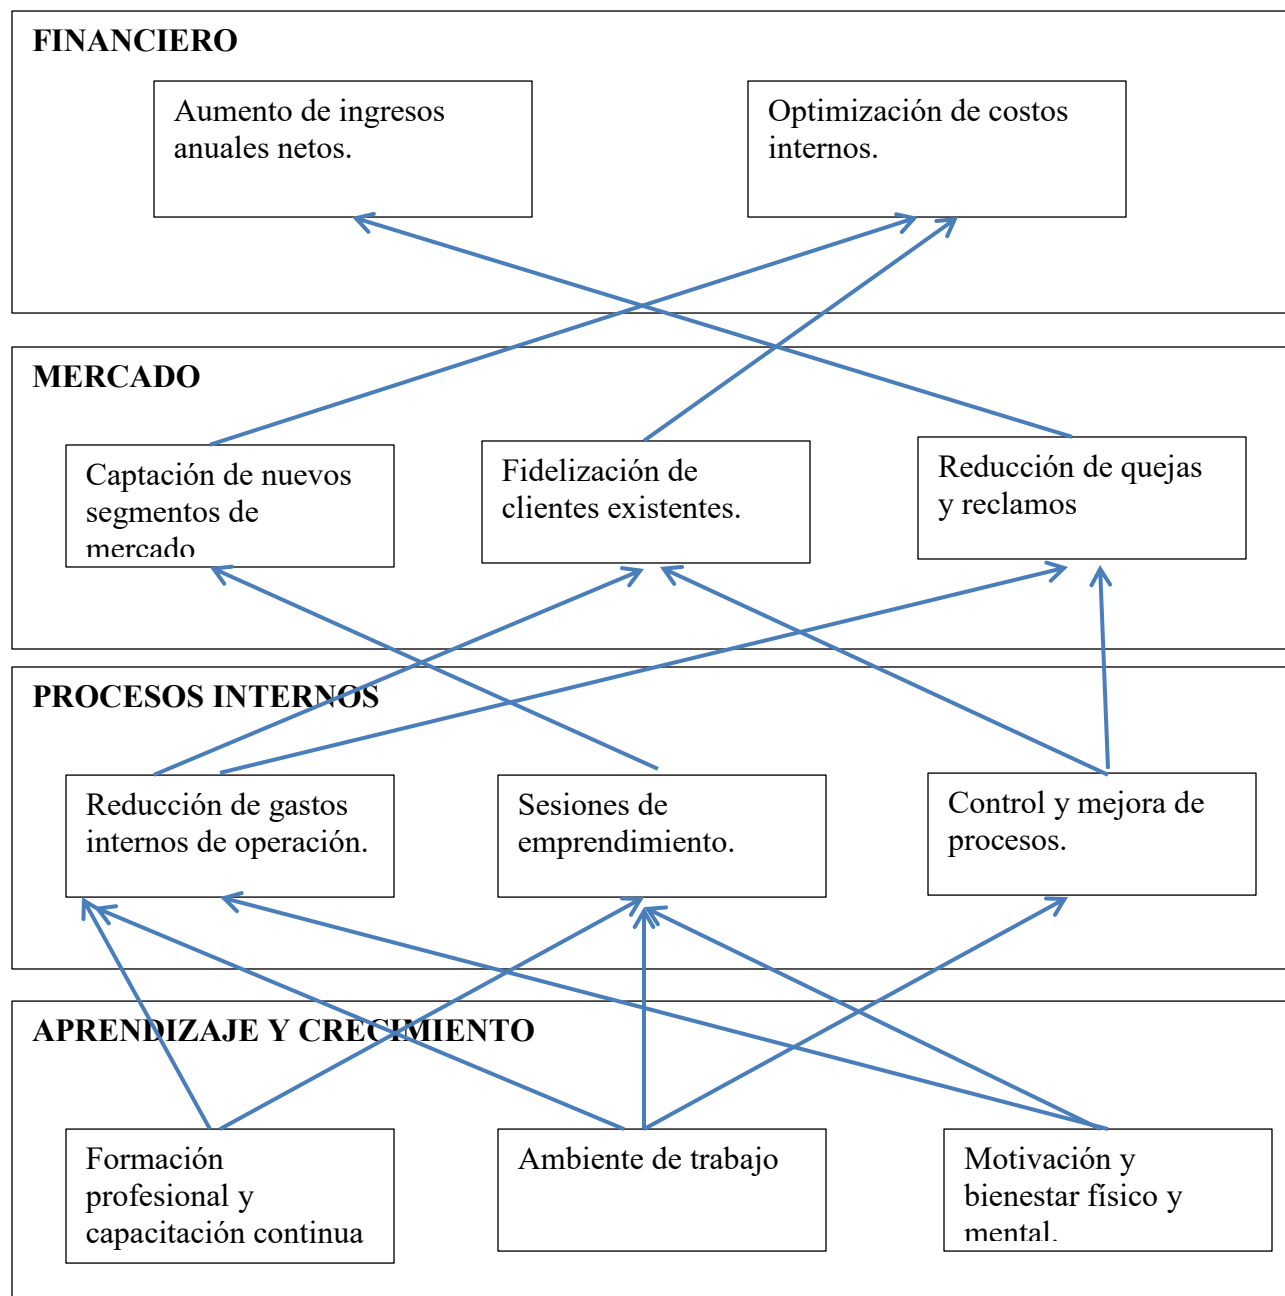 FINANCIERO
Aumento de ingresos
anuales netos.
Optimización de costos
internos.
MERCADO
Captación de nuevos
segmentos de
mercado
Fidelización de
clientes existentes.
Reducción de quejas
y reclamos
PROCESOS INTERNOS
Reducción de gastos
internos de operación.
Sesiones de
emprendimiento.
Control y mejora de
procesos.
APRENDIZAJE Y CRECIMIENTO
Formación
profesional y
capacitación continua
Ambiente de trabajo
Motivación y
bienestar físico y
mental.